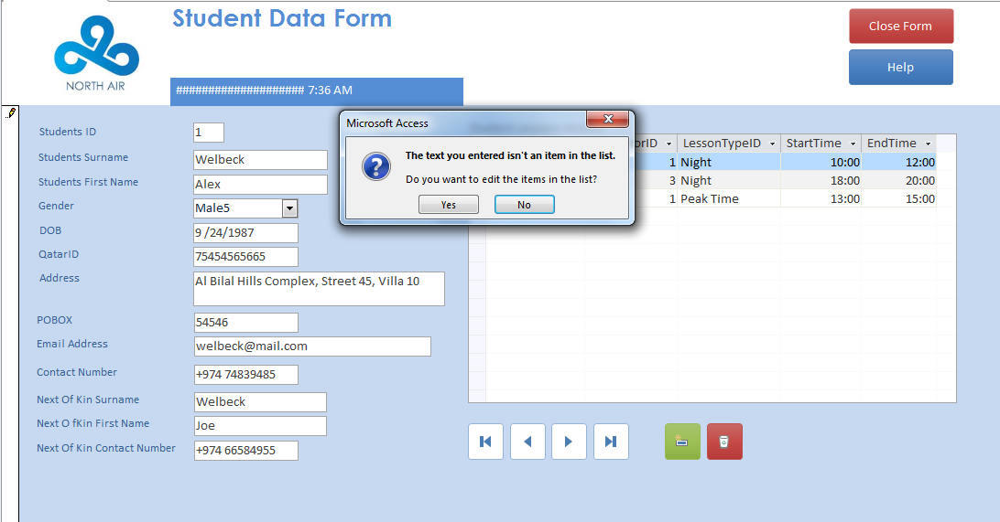 Student Data Form
Close Form
Help
NORTH AIR
#################### 7:36 AM
Microsoft Access
The text you entered isn't an item in the list.
Do you want to edit the items in the list?
Yes
No
Students ID 1
Students Surname Welbeck
Students First Name Alex
Gender Male5
DOB 9 /24/1987
QatarID 75454565665
Address Al Bilal Hills Complex, Street 45, Villa 10
POBOX 54546
Email Address welbeck@mail.com
Contact Number +974 74839485
Next Of Kin Surname Welbeck
Next O fKin First Name Joe
Next Of Kin Contact Number +974 66584955
orID LessonTypeID StartTime EndTime
1 Night 10:00 12:00
3 Night 18:00 20:00
1 Peak Time 13:00 15:00